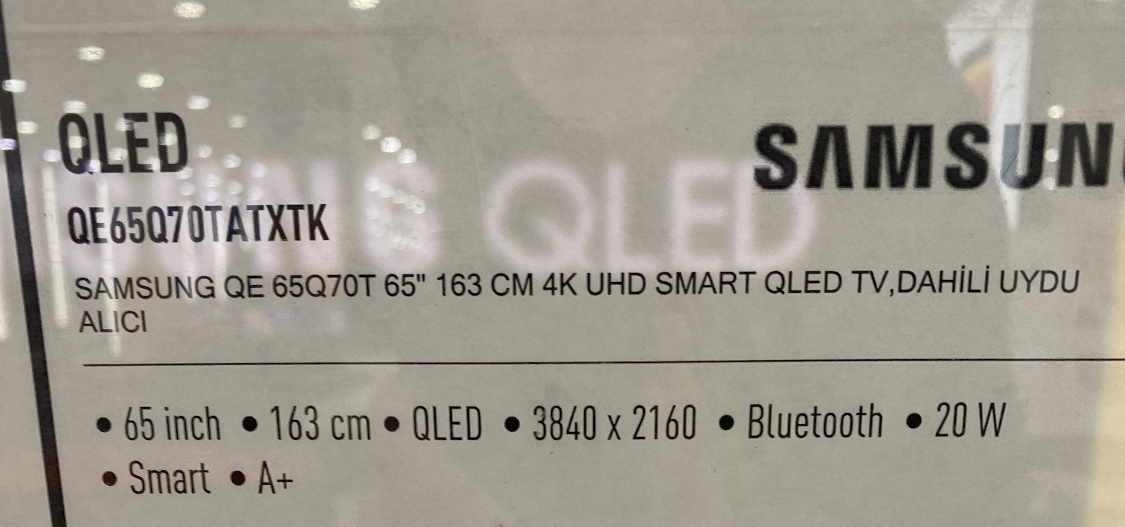 QLED
SAMSUN
QE65Q70TATXTK
SAMSUNG QE 65Q70T 65" 163 CM 4K UHD SMART QLED TV,DAHİLİ UYDU
ALICI
• 65 inch • 163 cm • QLED • 3840 x 2160 • Bluetooth • 20 W
• Smart • A+
QLED